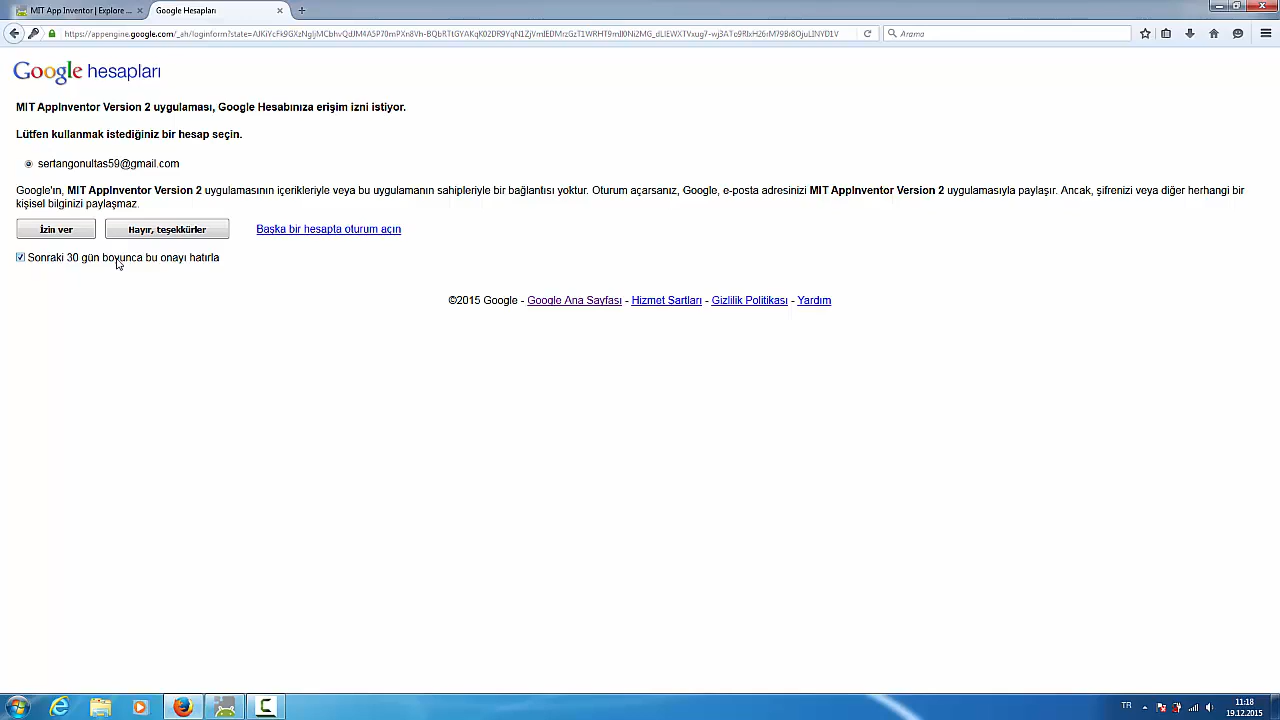 MIT App Inventor | Explore ...
Google Hesapları
Arama
Google hesapları
MIT AppInventor Version 2 uygulaması, Google Hesabınıza erişim izni istiyor.
Lütfen kullanmak istediğiniz bir hesap seçin.
sertangonultas59@gmail.com
Google'ın, MIT AppInventor Version 2 uygulamasının içerikleriyle veya bu uygulamanın sahipleriyle bir bağlantısı yoktur. Oturum açarsanız, Google, e-posta adresinizi MIT AppInventor Version 2 uygulamasıyla paylaşır. Ancak, şifrenizi veya diğer herhangi bir
kişisel bilginizi paylaşmaz.
İzin ver Hayır, teşekkürler Başka bir hesapta oturum açın
Sonraki 30 gün boyunca bu onayı hatırla
©2015 Google - Google Ana Sayfası - Hizmet Şartları - Gizlilik Politikası - Yardım
TR
11:18
19.12.2015